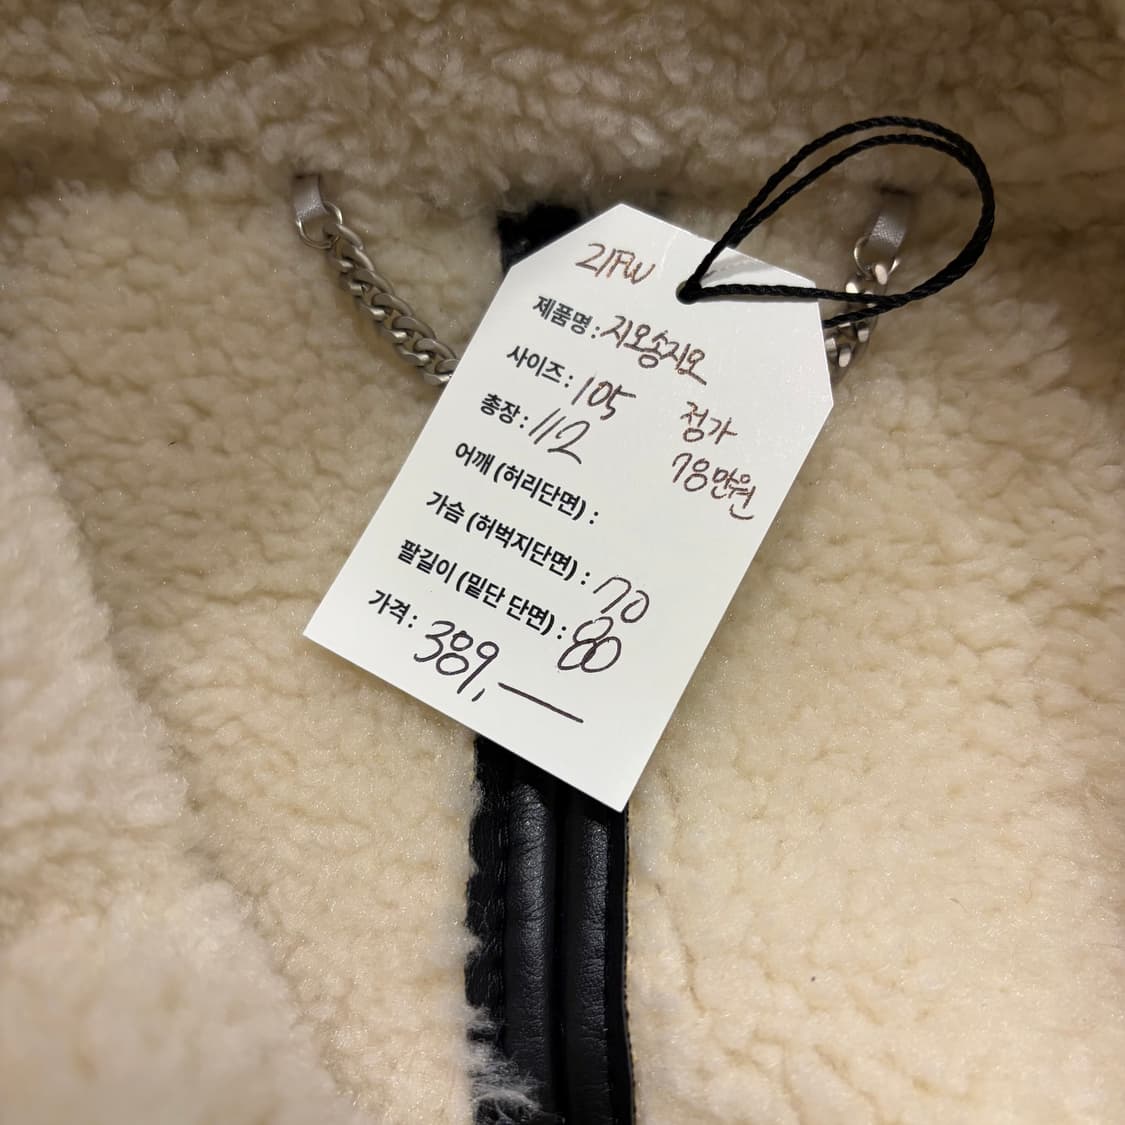 21FW
제품명 : 지오송지오
사이즈 : 105
총장 : 112
정가
78만원
어깨 (허리단면) :
가슴 (허벅지단면) : 70
팔길이 (밑단 단면) : 80
가격 : 389,—